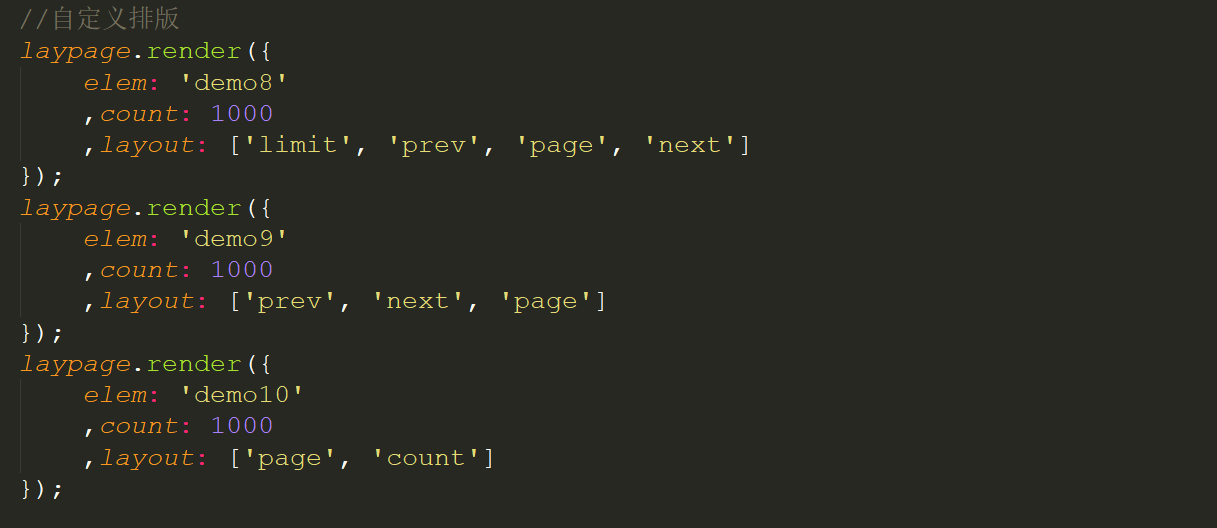 //自定义排版
laypage.render({
    elem: 'demo8'
    ,count: 1000
    ,layout: ['limit', 'prev', 'page', 'next']
});
laypage.render({
    elem: 'demo9'
    ,count: 1000
    ,layout: ['prev', 'next', 'page']
});
laypage.render({
    elem: 'demo10'
    ,count: 1000
    ,layout: ['page', 'count']
});